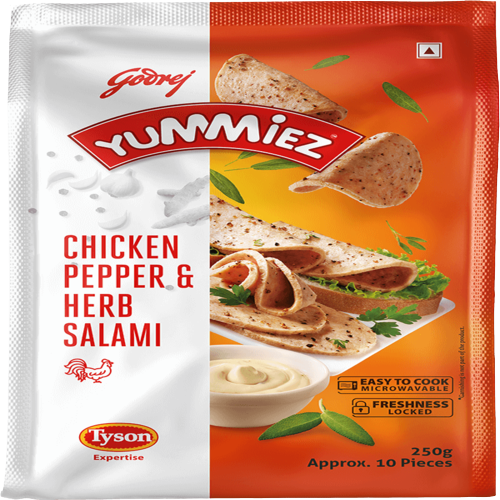 Godrej
YUMMiEZ
CHICKEN
PEPPER &
HERB
SALAMI
EASY TO COOK
MICROWAVABLE
FRESHNESS
LOCKED
Tyson
Expertise
250g
Approx. 10 Pieces